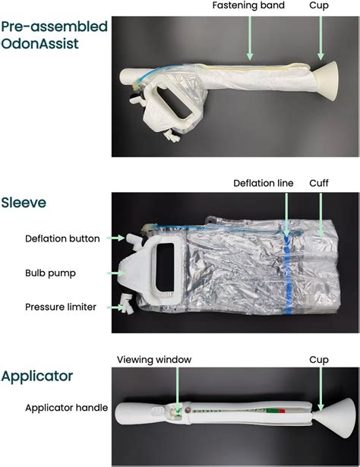 Pre-assembled
OdonAssist
Fastening band
Cup
Sleeve
Deflation line
Cuff
Deflation button
Bulb pump
Pressure limiter
Applicator
Viewing window
Cup
Applicator handle